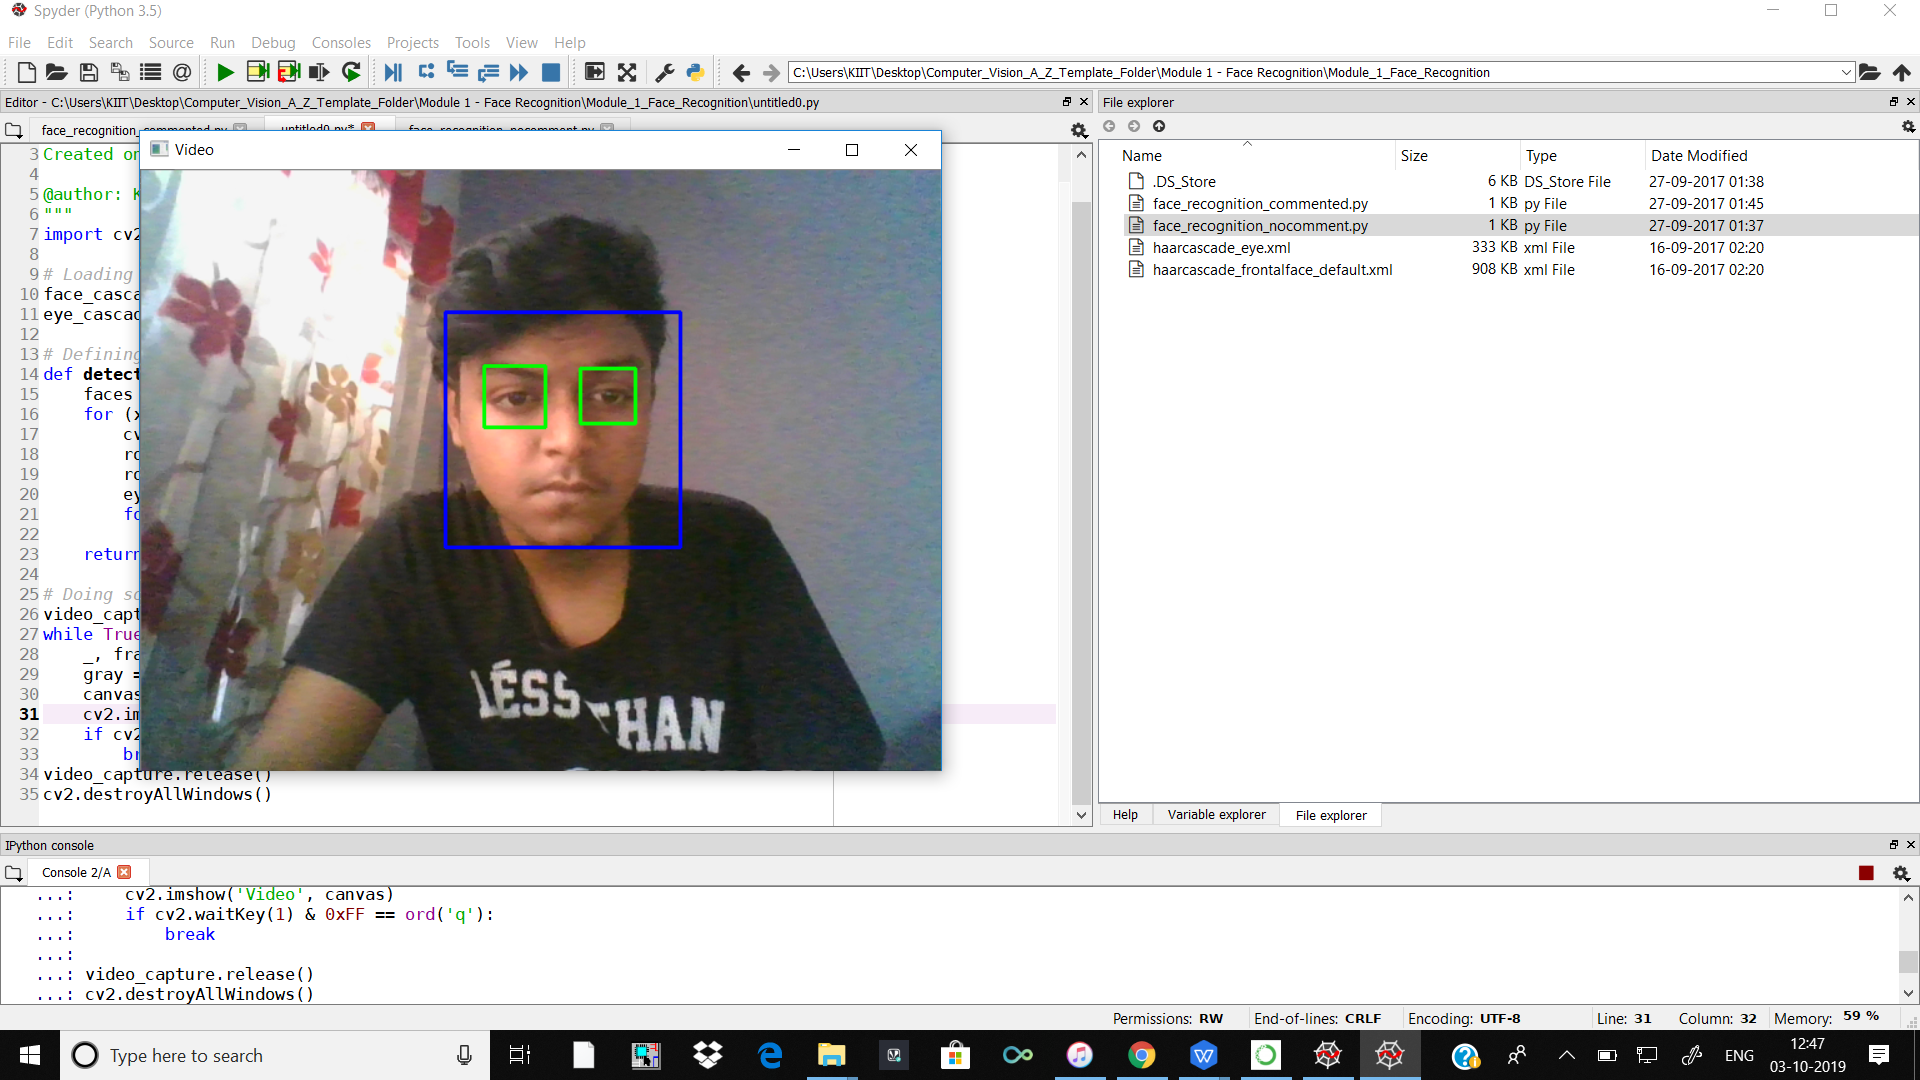 Spyder (Python 3.5)
File Edit Search Source Run Debug Consoles Projects Tools View Help
C:\Users\KIIT\Desktop\Computer_Vision_A_Z_Template_Folder\Module 1 - Face Recognition\Module_1_Face_Recognition
Editor - C:\Users\KIIT\Desktop\Computer_Vision_A_Z_Template_Folder\Module 1 - Face Recognition\Module_1_Face_Recognition\untitled0.py
face_recognition_commented.py untitled0.py* face_recognition_nocomment.py
Video
3 Created on
4
5 @author: K
6 """
7 import cv2
8
9 # Loading
10 face_casca
11 eye_cascad
12
13 # Defining
14 def detect
15 faces
16 for (x
17 cv
18 ro
19 ro
20 ey
21 fo
22
23 return
24
25 # Doing so
26 video_capt
27 while True
28 _, fra
29 gray =
30 canvas
31 cv2.im
32 if cv2
33 br
34 video_capture.release()
35 cv2.destroyAllWindows()
LESS
THAN
File explorer
Name Size Type Date Modified
.DS_Store 6 KB DS_Store File 27-09-2017 01:38
face_recognition_commented.py 1 KB py File 27-09-2017 01:45
face_recognition_nocomment.py 1 KB py File 27-09-2017 01:37
haarcascade_eye.xml 333 KB xml File 16-09-2017 02:20
haarcascade_frontalface_default.xml 908 KB xml File 16-09-2017 02:20
Help Variable explorer File explorer
IPython console
Console 2/A
...: cv2.imshow('Video', canvas)
...: if cv2.waitKey(1) & 0xFF == ord('q'):
...: break
...:
...: video_capture.release()
...: cv2.destroyAllWindows()
Permissions: RW End-of-lines: CRLF Encoding: UTF-8 Line: 31 Column: 32 Memory: 59 %
Type here to search
ENG
12:47
03-10-2019